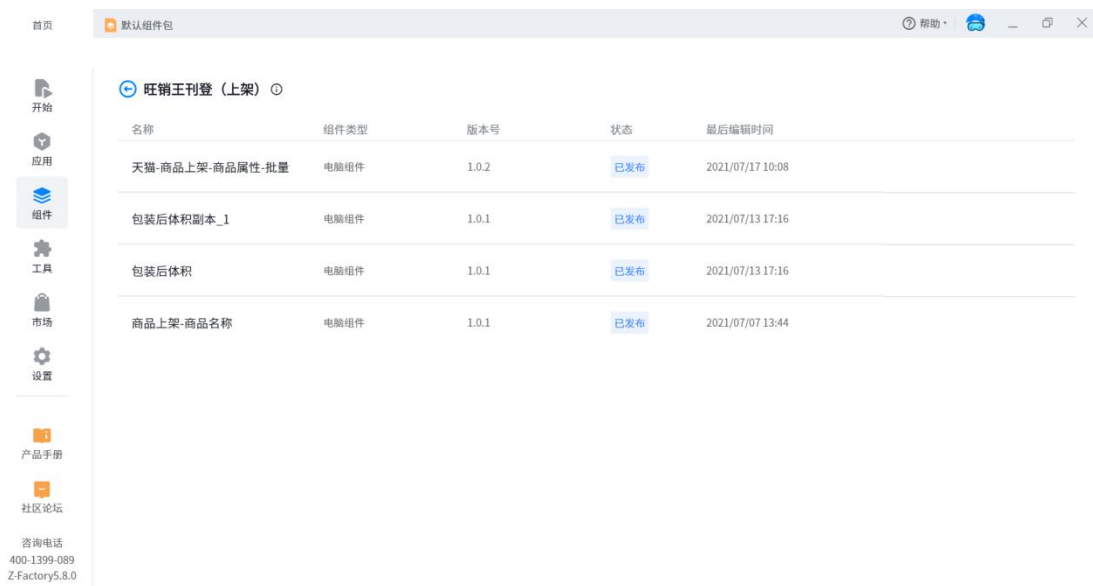 首页
默认组件包
帮助
开始
应用
组件
工具
市场
设置
产品手册
社区论坛
咨询电话
400-1399-089
Z-Factory5.8.0
旺销王刊登（上架）
名称 组件类型 版本号 状态 最后编辑时间
天猫-商品上架-商品属性-批量 电脑组件 1.0.2 已发布 2021/07/17 10:08
包装后体积副本_1 电脑组件 1.0.1 已发布 2021/07/13 17:16
包装后体积 电脑组件 1.0.1 已发布 2021/07/13 17:16
商品上架-商品名称 电脑组件 1.0.1 已发布 2021/07/07 13:44